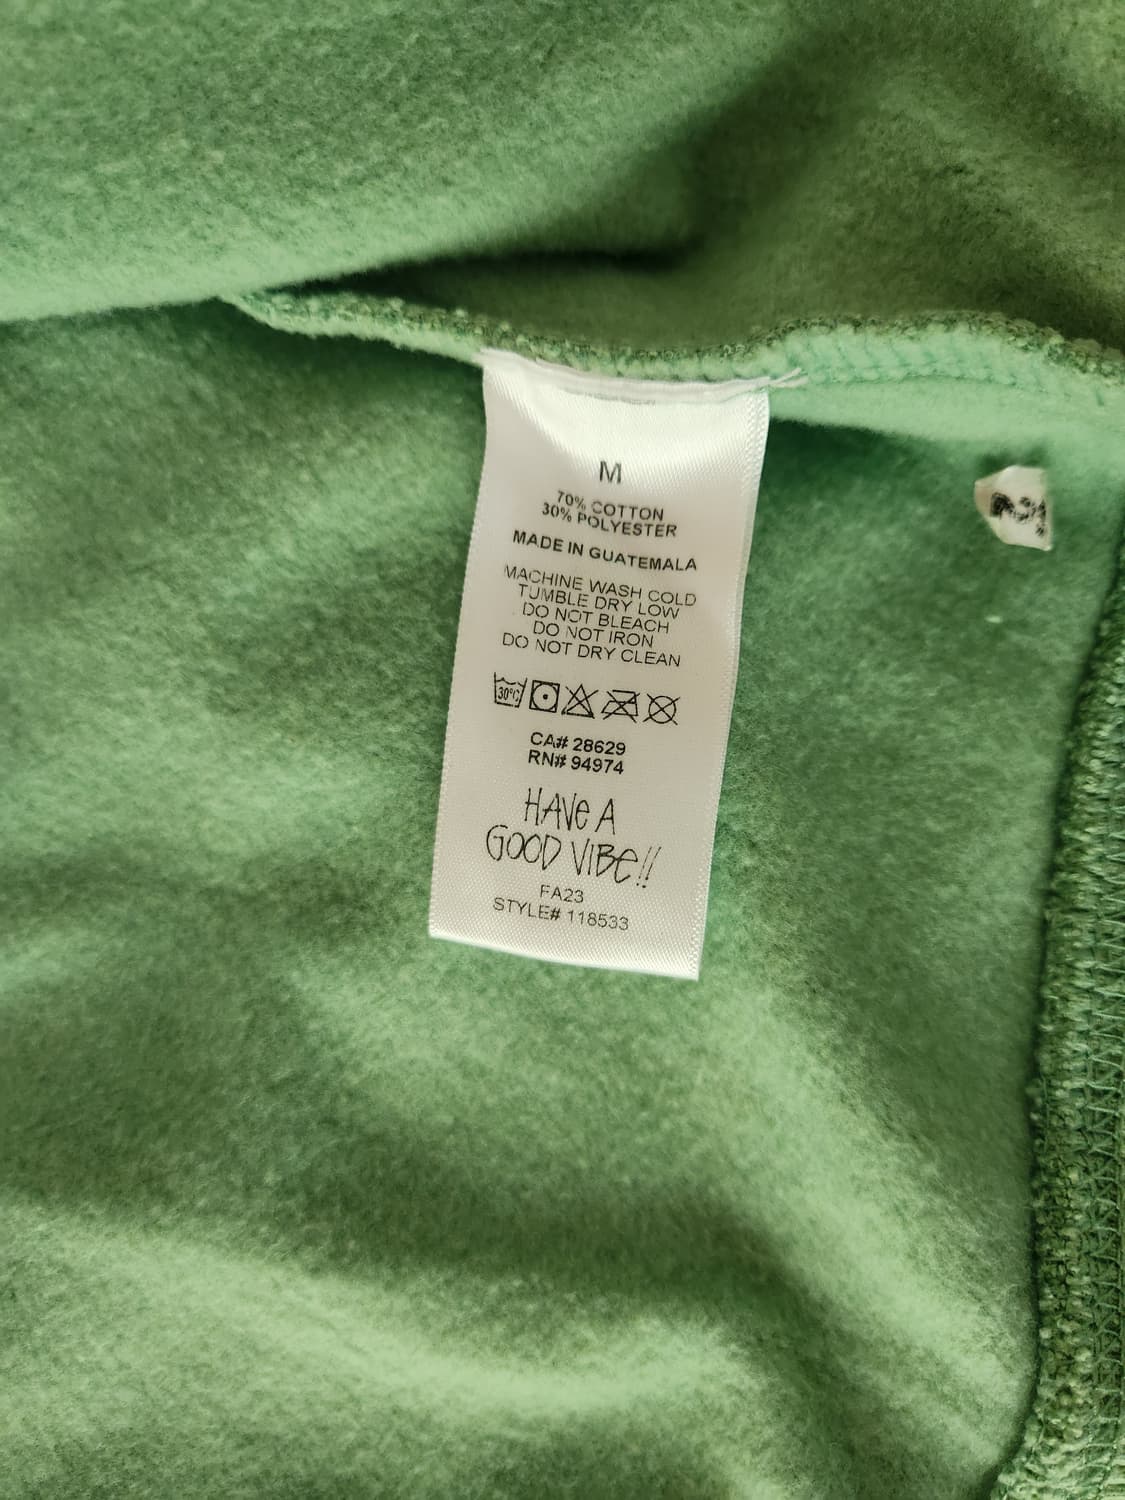 M
70% COTTON
30% POLYESTER
MADE IN GUATEMALA
MACHINE WASH COLD
TUMBLE DRY LOW
DO NOT BLEACH
DO NOT IRON
DO NOT DRY CLEAN
30°C
CA# 28629
RN# 94974
HAVe A
GOOD VIBe!!
FA23
STYLE# 118533